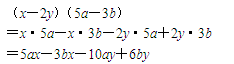 (x－2y)(5a－3b)
＝x·5a－x·3b－2y·5a＋2y·3b
＝5ax－3bx－10ay＋6by